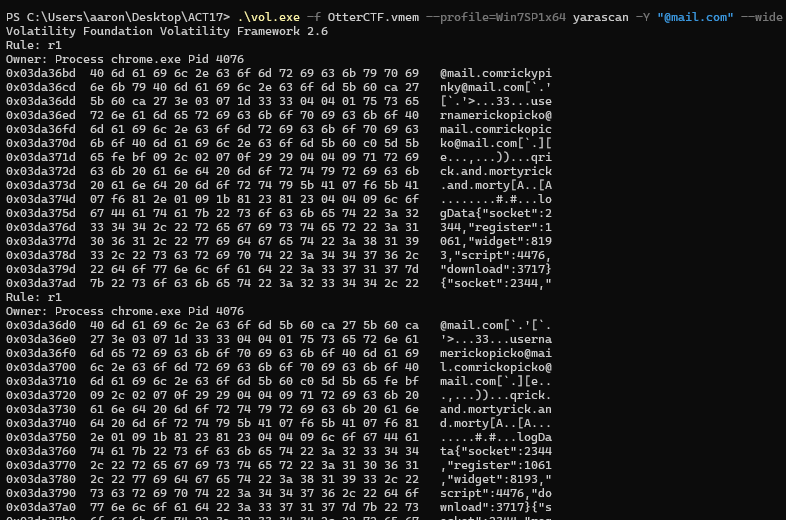 PS C:\Users\aaron\Desktop\ACT17> .\vol.exe -f OtterCTF.vmem --profile=Win7SP1x64 yarascan -Y "@mail.com" --wide
Volatility Foundation Volatility Framework 2.6
Rule: r1
Owner: Process chrome.exe Pid 4076
0x03da36bd  40 6d 61 69 6c 2e 63 6f 6d 72 69 63 6b 79 70 69   @mail.comrickypi
0x03da36cd  6e 6b 79 40 6d 61 69 6c 2e 63 6f 6d 5b 60 ca 27   nky@mail.com[`.'
0x03da36dd  5b 60 ca 27 3e 03 07 1d 33 33 04 04 01 75 73 65   [`.'>...33...use
0x03da36ed  72 6e 61 6d 65 72 69 63 6b 6f 70 69 63 6b 6f 40   rnamerickopicko@
0x03da36fd  6d 61 69 6c 2e 63 6f 6d 72 69 63 6b 6f 70 69 63   mail.comrickopic
0x03da370d  6b 6f 40 6d 61 69 6c 2e 63 6f 6d 5b 60 c0 5d 5b   ko@mail.com[`.][
0x03da371d  65 fe bf 09 2c 02 07 0f 29 29 04 04 09 71 72 69   e...,...))...qri
0x03da372d  63 6b 20 61 6e 64 20 6d 6f 72 74 79 72 69 63 6b   ck.and.mortyrick
0x03da373d  20 61 6e 64 20 6d 6f 72 74 79 5b 41 07 f6 5b 41   .and.morty[A..[A
0x03da374d  07 f6 81 2e 01 09 1b 81 23 81 23 04 04 09 6c 6f   ........#.#...lo
0x03da375d  67 44 61 74 61 7b 22 73 6f 63 6b 65 74 22 3a 32   gData{"socket":2
0x03da376d  33 34 34 2c 22 72 65 67 69 73 74 65 72 22 3a 31   344,"register":1
0x03da377d  30 36 31 2c 22 77 69 64 67 65 74 22 3a 38 31 39   061,"widget":819
0x03da378d  33 2c 22 73 63 72 69 70 74 22 3a 34 34 37 36 2c   3,"script":4476,
0x03da379d  22 64 6f 77 6e 6c 6f 61 64 22 3a 33 37 31 37 7d   "download":3717}
0x03da37ad  7b 22 73 6f 63 6b 65 74 22 3a 32 33 34 34 2c 22   {"socket":2344,"
Rule: r1
Owner: Process chrome.exe Pid 4076
0x03da36d0  40 6d 61 69 6c 2e 63 6f 6d 5b 60 ca 27 5b 60 ca   @mail.com[`.'[`.
0x03da36e0  27 3e 03 07 1d 33 33 04 04 01 75 73 65 72 6e 61   '>...33...userna
0x03da36f0  6d 65 72 69 63 6b 6f 70 69 63 6b 6f 40 6d 61 69   merickopicko@mai
0x03da3700  6c 2e 63 6f 6d 72 69 63 6b 6f 70 69 63 6b 6f 40   l.comrickopicko@
0x03da3710  6d 61 69 6c 2e 63 6f 6d 5b 60 c0 5d 5b 65 fe bf   mail.com[`.][e..
0x03da3720  09 2c 02 07 0f 29 29 04 04 09 71 72 69 63 6b 20   .,...))...qrick.
0x03da3730  61 6e 64 20 6d 6f 72 74 79 72 69 63 6b 20 61 6e   and.mortyrick.an
0x03da3740  64 20 6d 6f 72 74 79 5b 41 07 f6 5b 41 07 f6 81   d.morty[A..[A...
0x03da3750  2e 01 09 1b 81 23 81 23 04 04 09 6c 6f 67 44 61   .....#.#...logDa
0x03da3760  74 61 7b 22 73 6f 63 6b 65 74 22 3a 32 33 34 34   ta{"socket":2344
0x03da3770  2c 22 72 65 67 69 73 74 65 72 22 3a 31 30 36 31   ,"register":1061
0x03da3780  2c 22 77 69 64 67 65 74 22 3a 38 31 39 33 2c 22   ,"widget":8193,"
0x03da3790  73 63 72 69 70 74 22 3a 34 34 37 36 2c 22 64 6f   script":4476,"do
0x03da37a0  77 6e 6c 6f 61 64 22 3a 33 37 31 37 7d 7b 22 73   wnload":3717}{"s